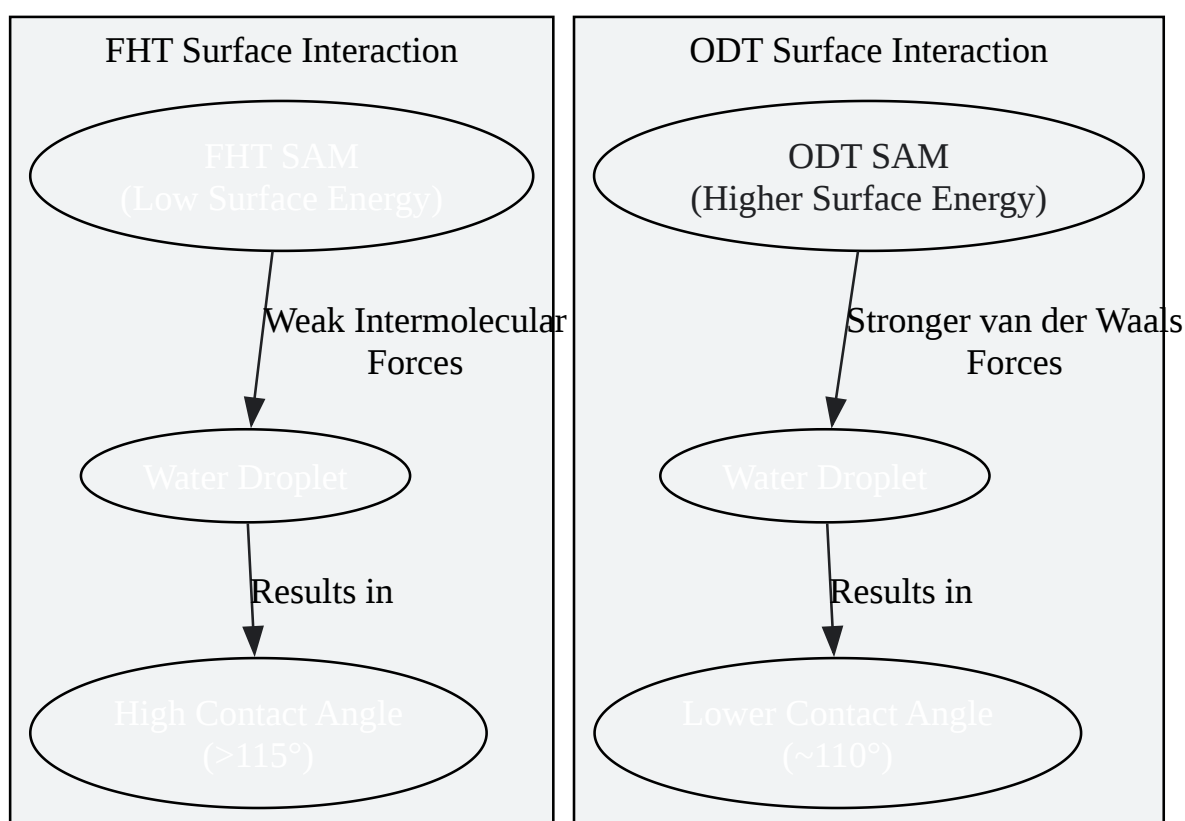 FHT Surface Interaction
FHT SAM
(Low Surface Energy)
Weak Intermolecular
Forces
Water Droplet
Results in
High Contact Angle
(>115°)
ODT Surface Interaction
ODT SAM
(Higher Surface Energy)
Stronger van der Waals
Forces
Water Droplet
Results in
Lower Contact Angle
(~110°)